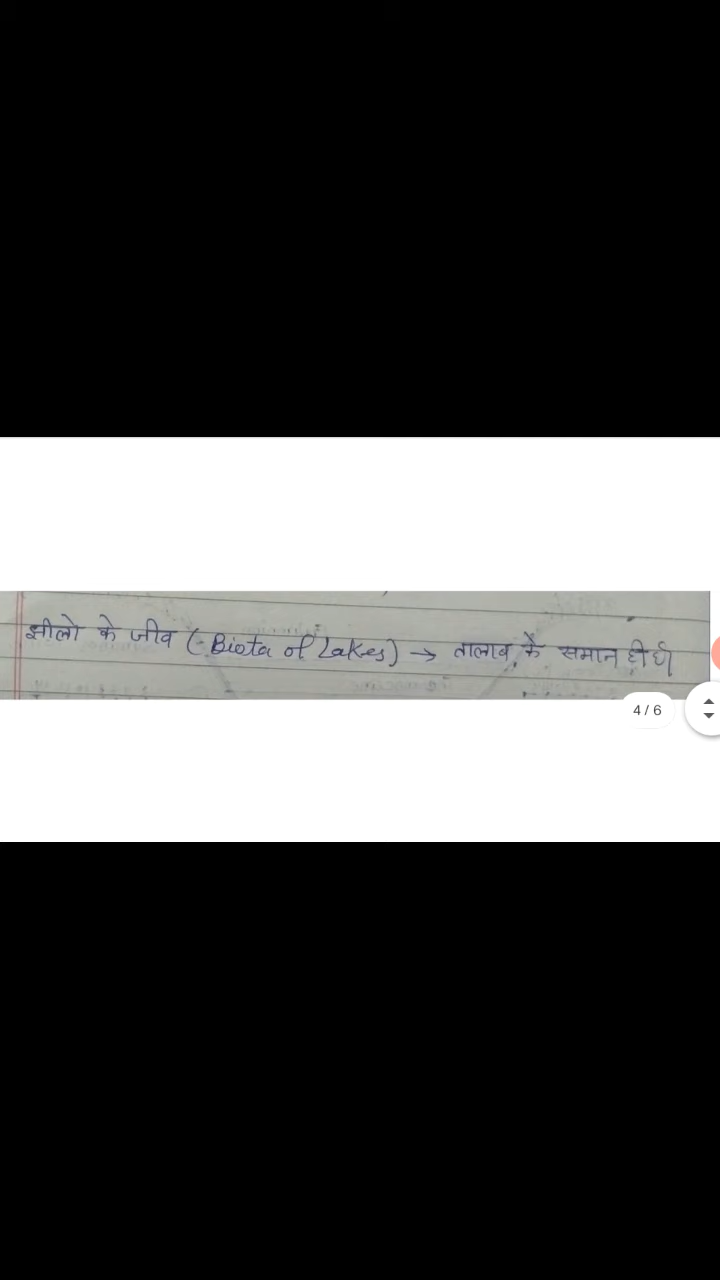 झीलो के जीव (Biota of Lakes) → तालाब के समान ही
4 / 6